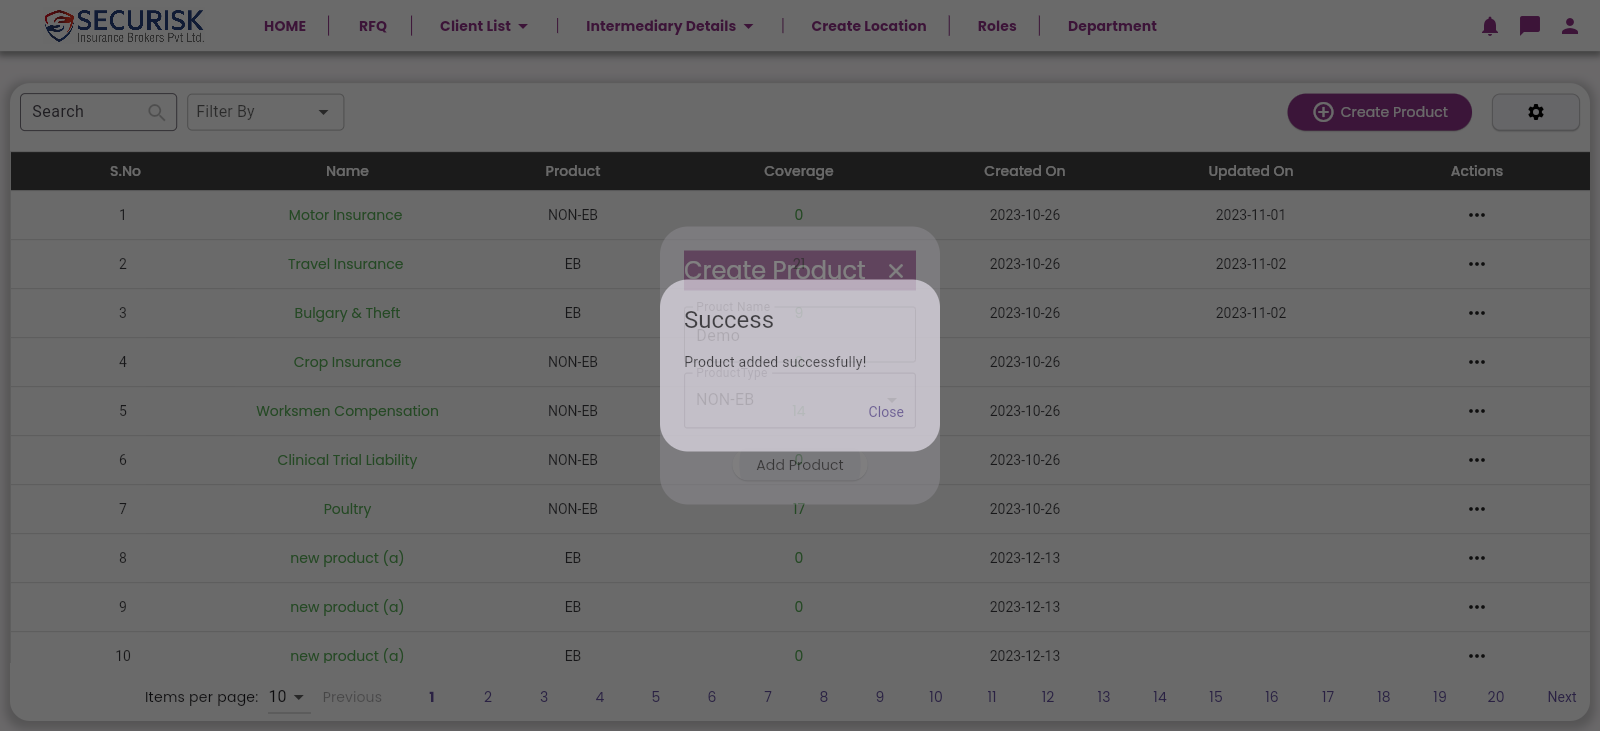 SECURISK
Insurance Brokers Pvt Ltd.
HOME
RFQ
Client List
Intermediary Details
Create Location
Roles
Department
Search
Filter By
Create Product
S.No Name Product Coverage Created On Updated On Actions
1 Motor Insurance NON-EB 0 2023-10-26 2023-11-01
2 Travel Insurance EB 21 2023-10-26 2023-11-02
3 Bulgary & Theft EB 9 2023-10-26 2023-11-02
4 Crop Insurance NON-EB 2023-10-26
5 Worksmen Compensation NON-EB 14 2023-10-26
6 Clinical Trial Liability NON-EB 0 2023-10-26
7 Poultry NON-EB 17 2023-10-26
8 new product (a) EB 0 2023-12-13
9 new product (a) EB 0 2023-12-13
10 new product (a) EB 0 2023-12-13
Create Product
Prouct Name
Demo
ProductType
NON-EB
Add Product
Success
Product added successfully!
Close
Items per page: 10 Previous 1 2 3 4 5 6 7 8 9 10 11 12 13 14 15 16 17 18 19 20 Next